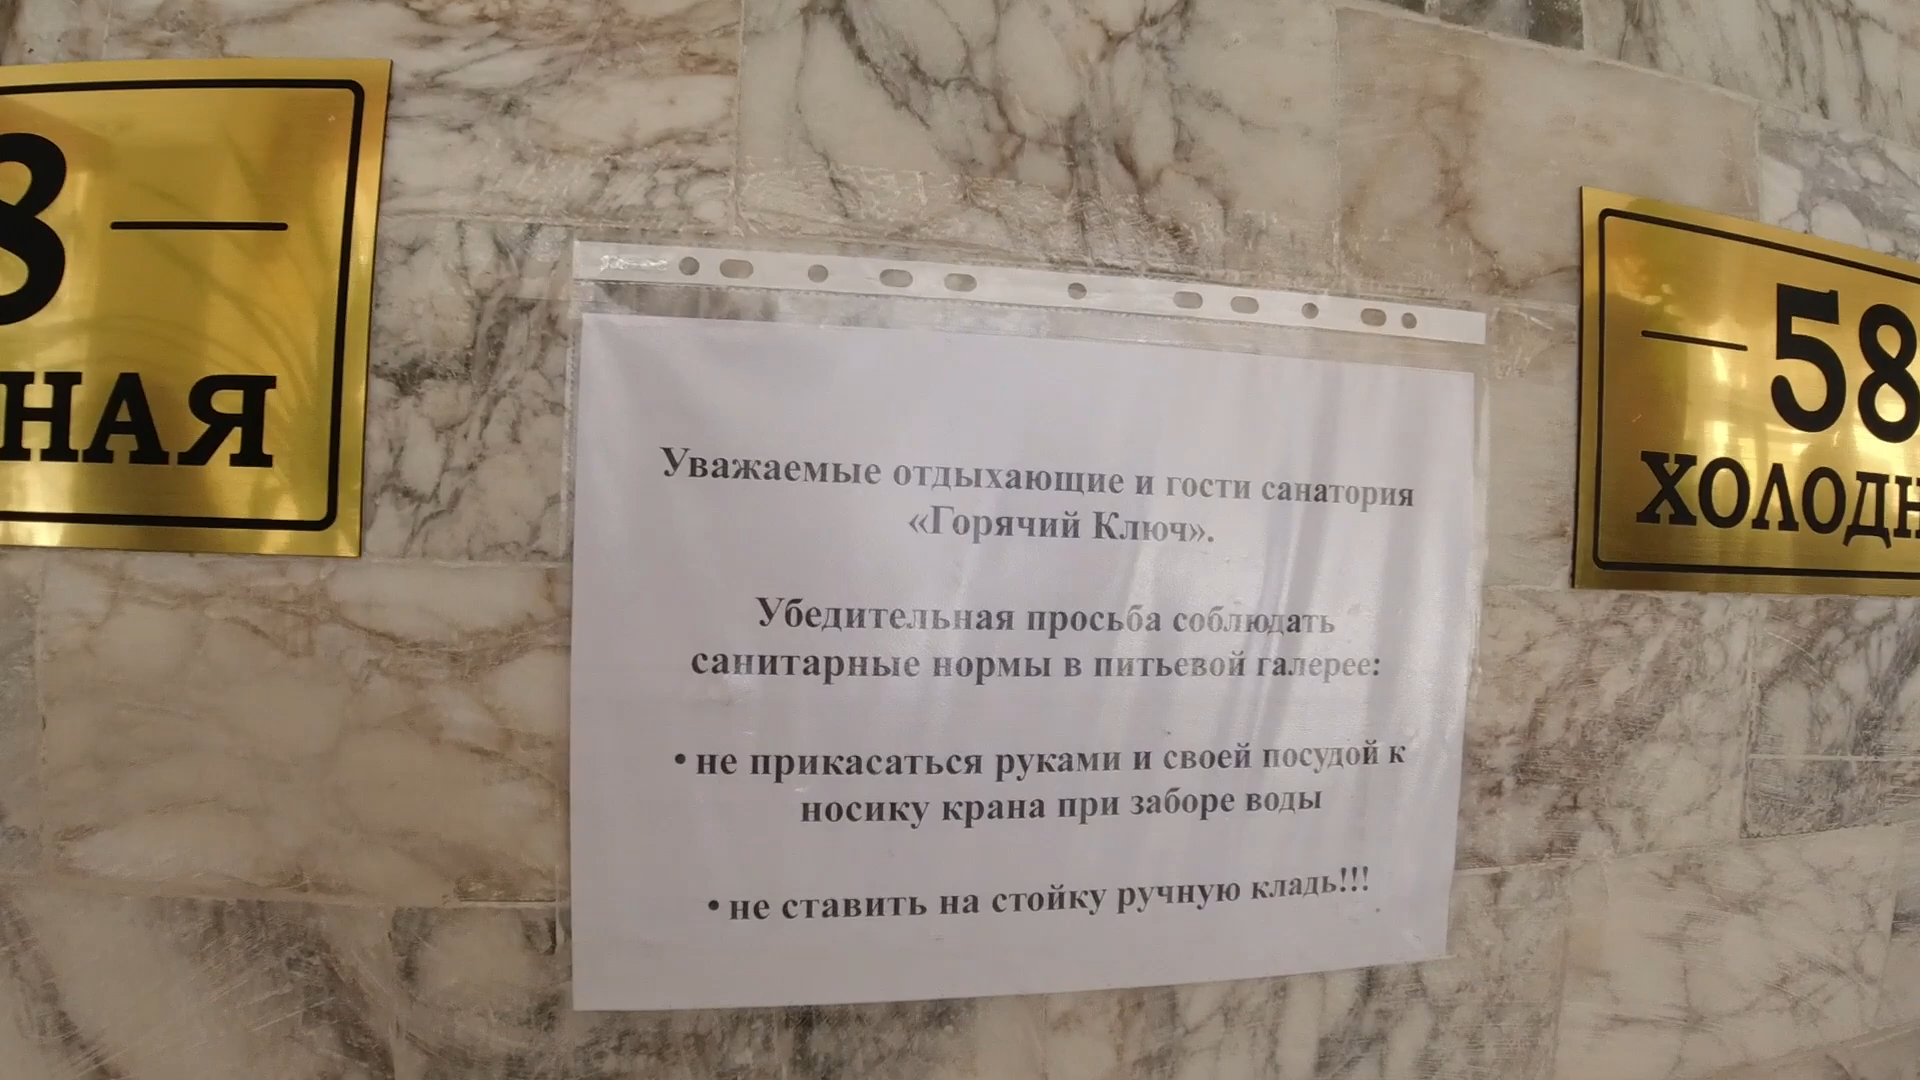 8
НАЯ
Уважаемые отдыхающие и гости санатория
«Горячий Ключ».
Убедительная просьба соблюдать
санитарные нормы в питьевой галерее:
• не прикасаться руками и своей посудой к
носику крана при заборе воды
• не ставить на стойку ручную кладь!!!
58
ХОЛОДН